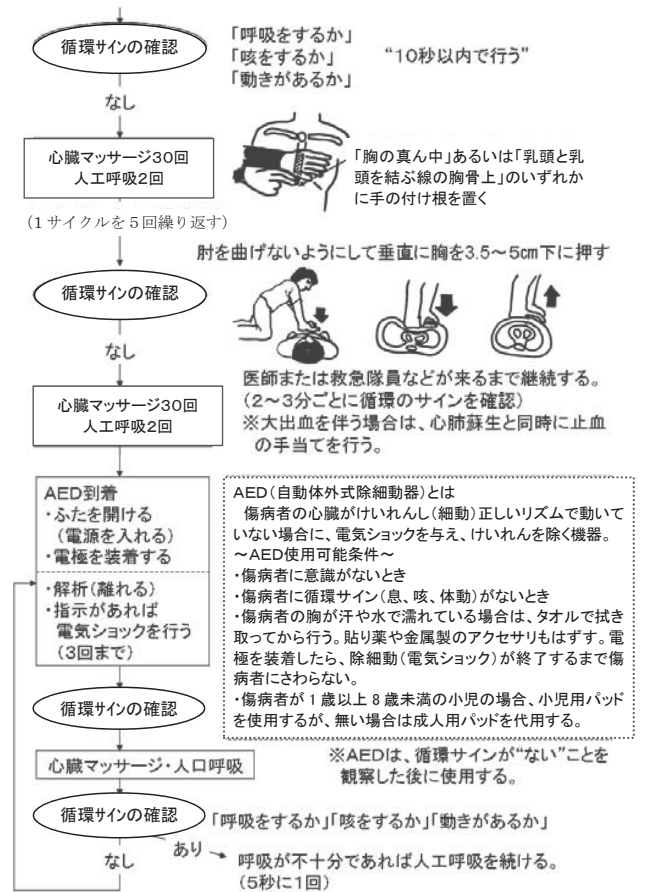 循環サインの確認
「呼吸をするか」
「咳をするか」
「動きがあるか」
“10秒以内で行う”
なし
心臓マッサージ30回
人工呼吸2回
「胸の真ん中」あるいは「乳頭と乳
頭を結ぶ線の胸骨上」のいずれか
に手の付け根を置く
(1サイクルを5回繰り返す)
肘を曲げないようにして垂直に胸を3.5～5㎝下に押す
循環サインの確認
なし
医師または救急隊員などが来るまで継続する。
(2～3分ごとに循環のサインを確認)
※大出血を伴う場合は、心肺蘇生と同時に止血
の手当てを行う。
心臓マッサージ30回
人工呼吸2回
AED到着
・ふたを開ける
(電源を入れる)
・電極を装着する
・解析(離れる)
・指示があれば
電気ショックを行う
(3回まで)
AED(自動体外式除細動器)とは
傷病者の心臓がけいれんし(細動)正しいリズムで動いて
いない場合に、電気ショックを与え、けいれんを除く機器。
～AED使用可能条件～
・傷病者に意識がないとき
・傷病者に循環サイン(息、咳、体動)がないとき
・傷病者の胸が汗や水で濡れている場合は、タオルで拭き
取ってから行う。貼り薬や金属製のアクセサリもはずす。電
極を装着したら、除細動(電気ショック)が終了するまで傷
病者にさわらない。
・傷病者が1歳以上8歳未満の小児の場合、小児用パッド
を使用するが、無い場合は成人用パッドを代用する。
循環サインの確認
心臓マッサージ・人口呼吸
※AEDは、循環サインが“ない”ことを
観察した後に使用する。
循環サインの確認
「呼吸をするか」「咳をするか」「動きがあるか」
なし
あり
呼吸が不十分であれば人工呼吸を続ける。
(5秒に1回)